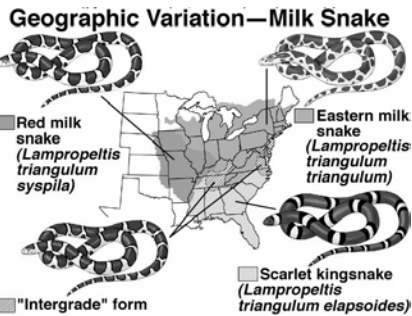 Geographic Variation—Milk Snake
Red milk
snake
(Lampropeltis
triangulum
syspila)
Eastern milk
snake
(Lampropeltis
triangulum
triangulum)
"Intergrade" form
Scarlet kingsnake
(Lampropeltis
triangulum elapsoides)